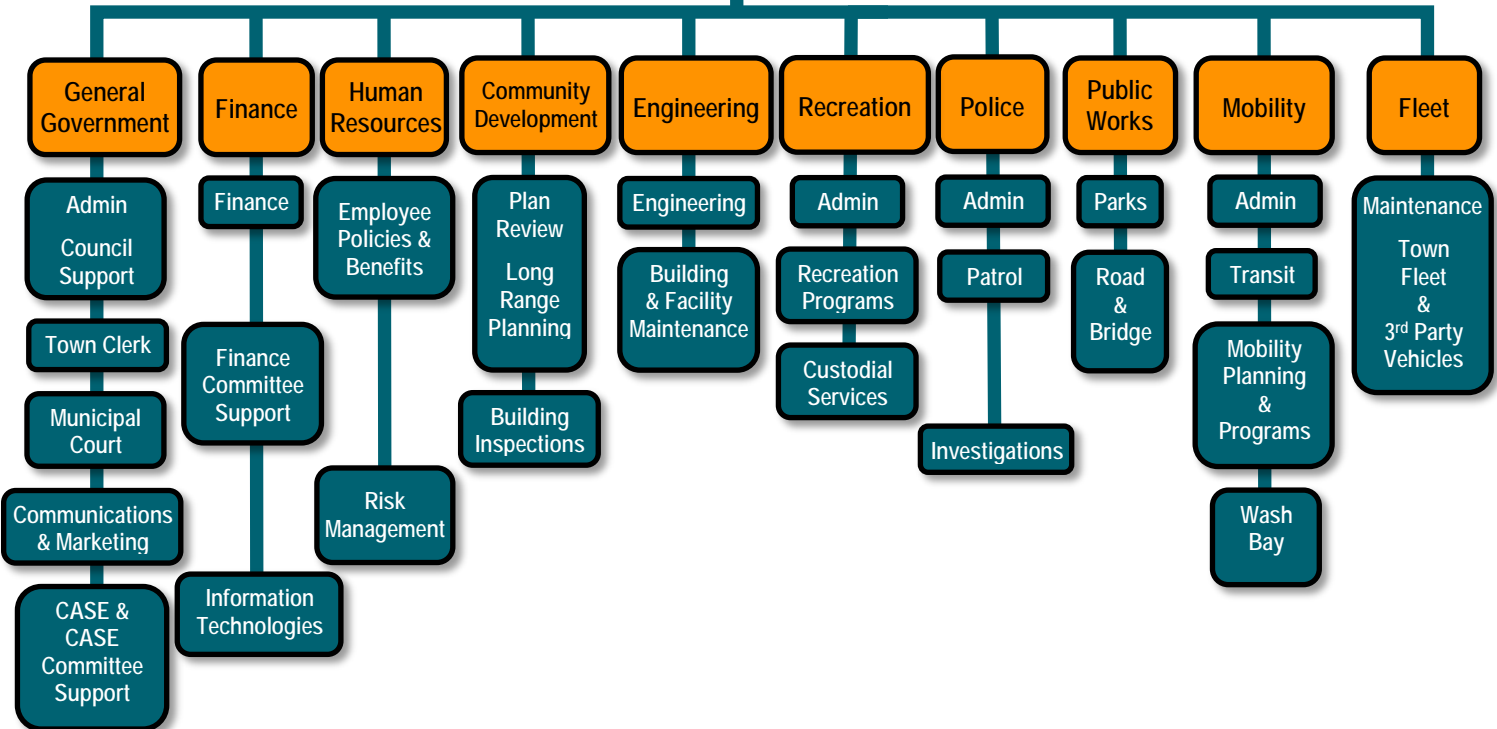 General
Government
Admin
Council
Support
Town Clerk
Municipal
Court
Communications
& Marketing
CASE &
CASE
Committee
Support
Finance
Finance
Finance
Committee
Support
Information
Technologies
Human
Resources
Employee
Policies &
Benefits
Risk
Management
Community
Development
Plan
Review
Long
Range
Planning
Building
Inspections
Engineering
Engineering
Building
& Facility
Maintenance
Recreation
Admin
Recreation
Programs
Custodial
Services
Police
Admin
Patrol
Investigations
Public
Works
Parks
Road
&
Bridge
Mobility
Admin
Transit
Mobility
Planning
&
Programs
Wash
Bay
Fleet
Maintenance
Town
Fleet
&
3rd Party
Vehicles